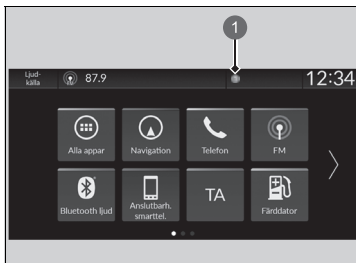 1
Ljud-
källa
87.9
12:34
Alla appar
Navigation
Telefon
FM
Bluetooth ljud
Anslutbarh.
smarttel.
TA
Färddator